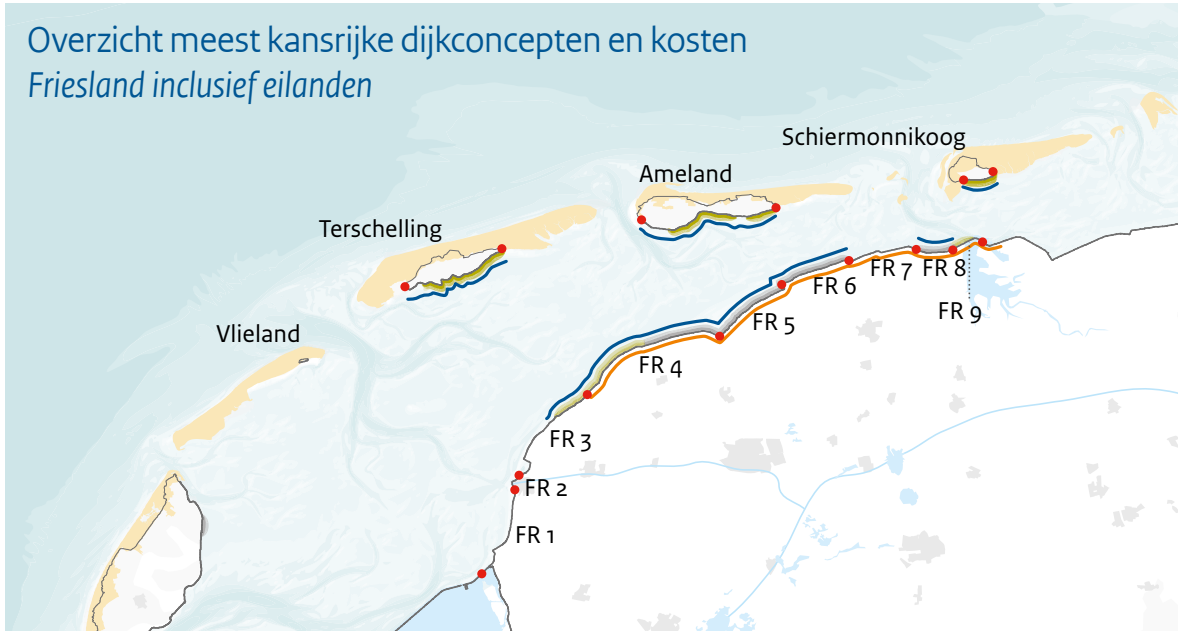 Overzicht meest kansrijke dijkconcepten en kosten
Friesland inclusief eilanden
Schiermonnikoog
Ameland
Terschelling
Vlieland
FR 7
FR 8
FR 6
FR 9
FR 5
FR 4
FR 3
FR 2
FR 1